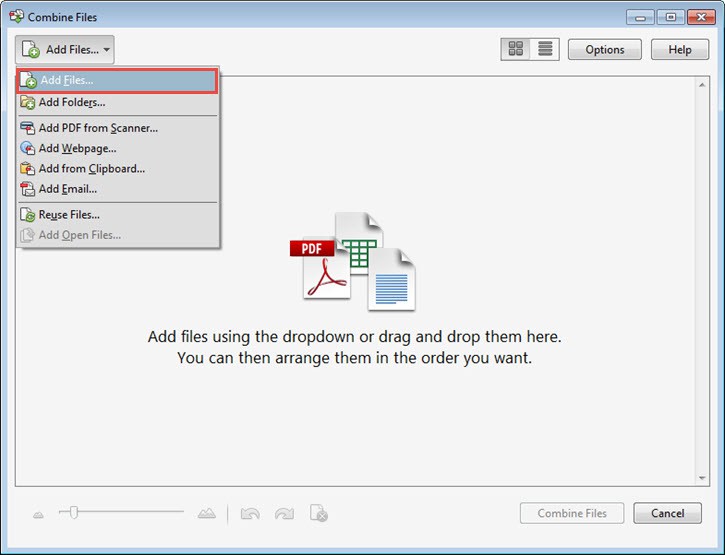 Combine Files
Add Files...
Options
Help
Add Files...
Add Folders...
Add PDF from Scanner...
Add Webpage...
Add from Clipboard...
Add Email...
Reuse Files...
Add Open Files...
PDF
Add files using the dropdown or drag and drop them here.
You can then arrange them in the order you want.
Combine Files
Cancel